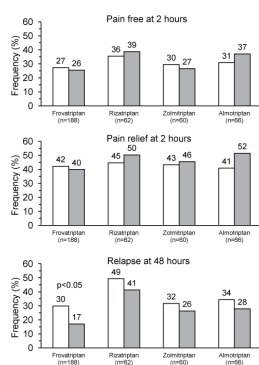 Pain free at 2 hours
Frequency (%)
60
50
40
30
20
10
0
27 26
36 39
30 27
31 37
Frovatriptan Rizatriptan Zolmitriptan Almotriptan
(n=188) (n=62) (n=60) (n=66)
Pain relief at 2 hours
Frequency (%)
60
50
40
30
20
10
0
42 40
45 50
43 46
41 52
Frovatriptan Rizatriptan Zolmitriptan Almotriptan
(n=188) (n=62) (n=60) (n=66)
Relapse at 48 hours
Frequency (%)
60
50
40
30
20
10
0
p<0.05
30 17
49 41
32 26
34 28
Frovatriptan Rizatriptan Zolmitriptan Almotriptan
(n=188) (n=62) (n=60) (n=66)